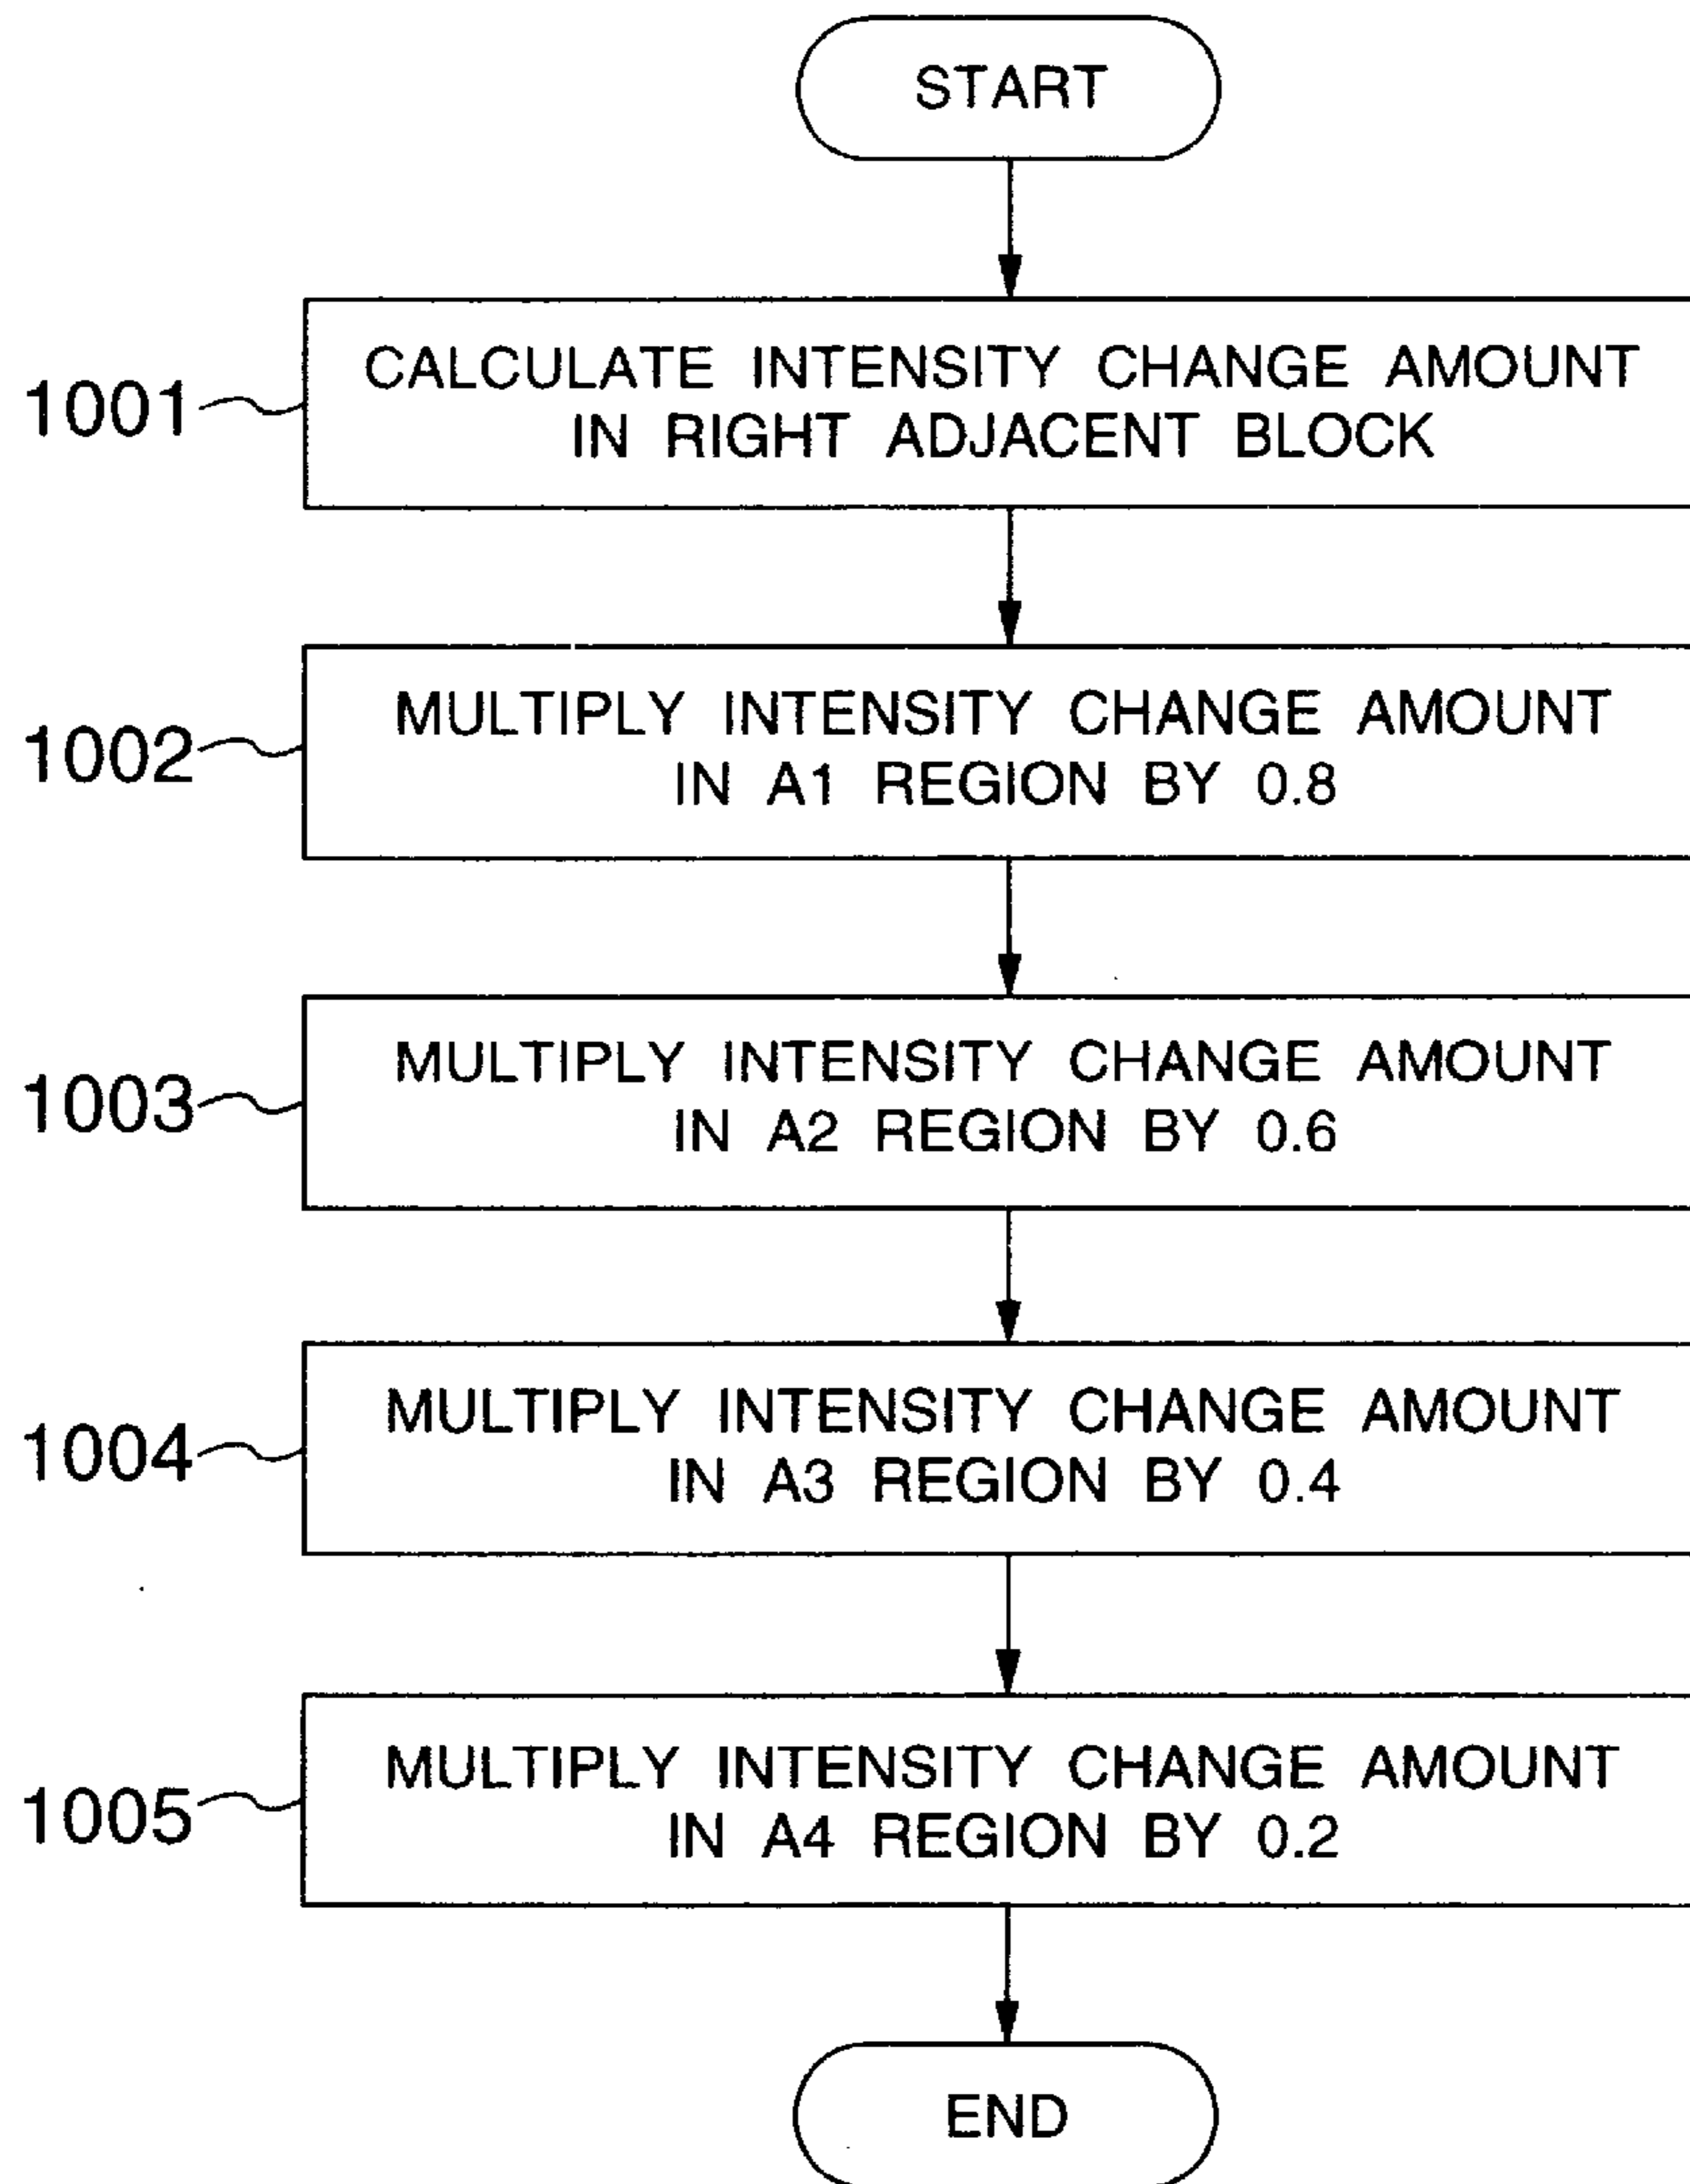 START
1001
CALCULATE INTENSITY CHANGE AMOUNT
IN RIGHT ADJACENT BLOCK
1002
MULTIPLY INTENSITY CHANGE AMOUNT
IN A1 REGION BY 0.8
1003
MULTIPLY INTENSITY CHANGE AMOUNT
IN A2 REGION BY 0.6
1004
MULTIPLY INTENSITY CHANGE AMOUNT
IN A3 REGION BY 0.4
1005
MULTIPLY INTENSITY CHANGE AMOUNT
IN A4 REGION BY 0.2
END